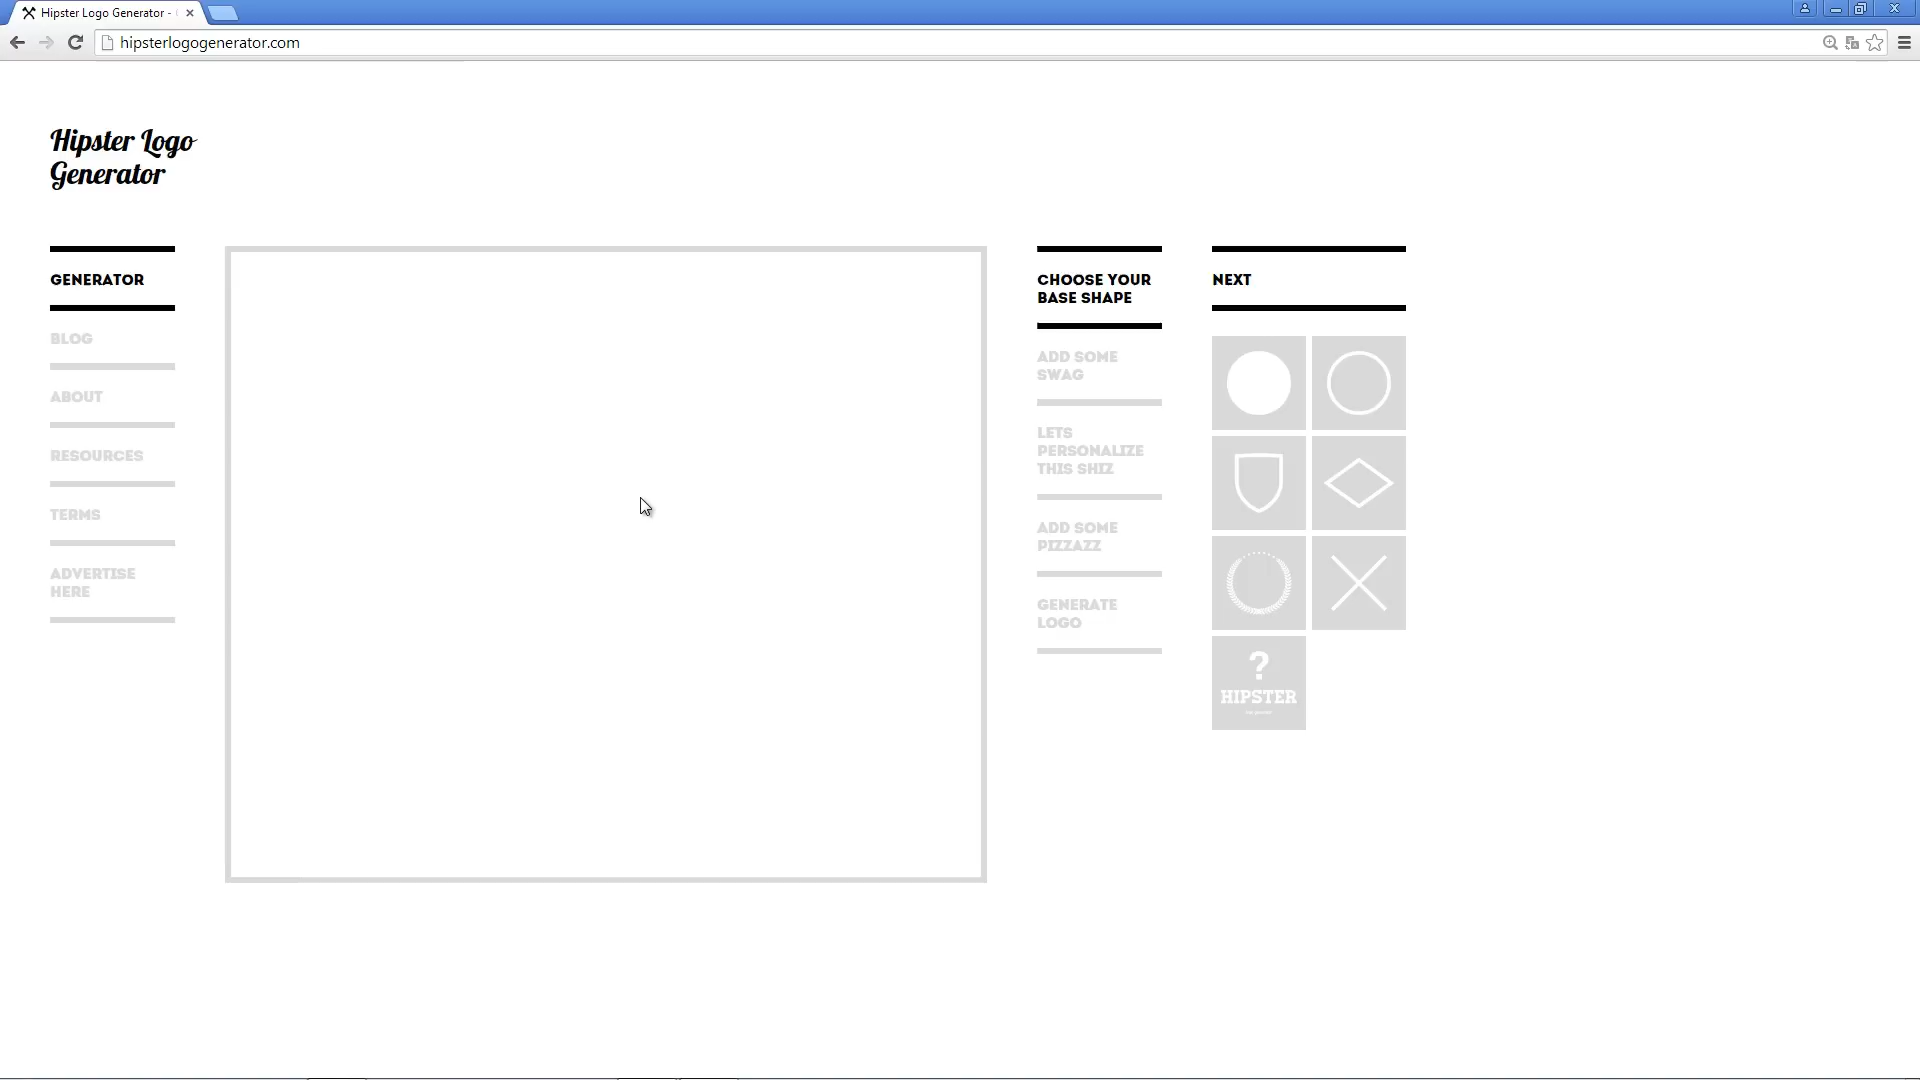 Hipster Logo Generator -
hipsterlogogenerator.com
Hipster Logo
Generator
GENERATOR
BLOG
ABOUT
RESOURCES
TERMS
ADVERTISE
HERE
CHOOSE YOUR
BASE SHAPE
ADD SOME
SWAG
LETS
PERSONALIZE
THIS SHIZ
ADD SOME
PIZZAZZ
GENERATE
LOGO
NEXT
?
HIPSTER